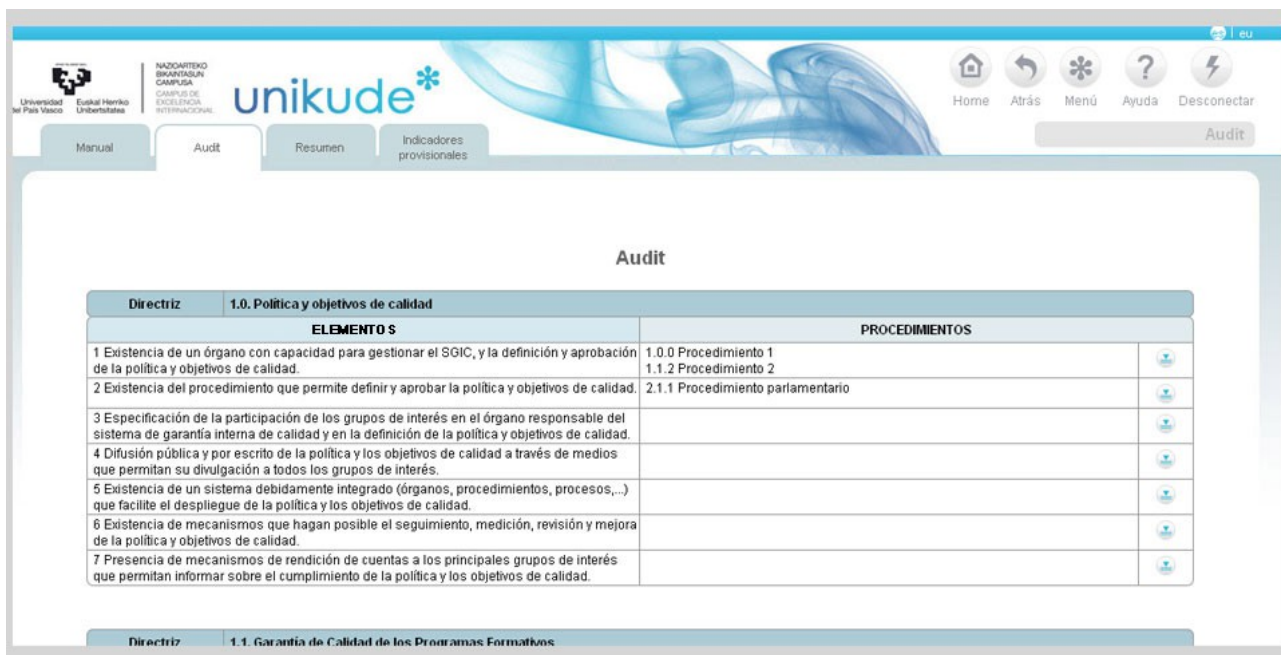 es | eu
Universidad
del País Vasco
Euskal Herriko
Unibertsitatea
NAZIOARTEKO
BIKAINTASUN
CAMPUSA
CAMPUS DE
EXCELENCIA
INTERNACIONAL
unikude*
Home
Atrás
Menú
Ayuda
Desconectar
Audit
Manual
Audit
Resumen
Indicadores
provisionales
Audit
Directriz
1.0. Política y objetivos de calidad
ELEMENTOS
PROCEDIMIENTOS
1 Existencia de un órgano con capacidad para gestionar el SGIC, y la definición y aprobación
de la política y objetivos de calidad.
1.0.0 Procedimiento 1
1.1.2 Procedimiento 2
2 Existencia del procedimiento que permite definir y aprobar la política y objetivos de calidad.
2.1.1 Procedimiento parlamentario
3 Especificación de la participación de los grupos de interés en el órgano responsable del
sistema de garantía interna de calidad y en la definición de la política y objetivos de calidad.
4 Difusión pública y por escrito de la política y los objetivos de calidad a través de medios
que permitan su divulgación a todos los grupos de interés.
5 Existencia de un sistema debidamente integrado (órganos, procedimientos, procesos,...)
que facilite el despliegue de la política y los objetivos de calidad.
6 Existencia de mecanismos que hagan posible el seguimiento, medición, revisión y mejora
de la política y objetivos de calidad.
7 Presencia de mecanismos de rendición de cuentas a los principales grupos de interés
que permitan informar sobre el cumplimiento de la política y los objetivos de calidad.
Directriz
1.1. Garantía de Calidad de los Programas Formativos